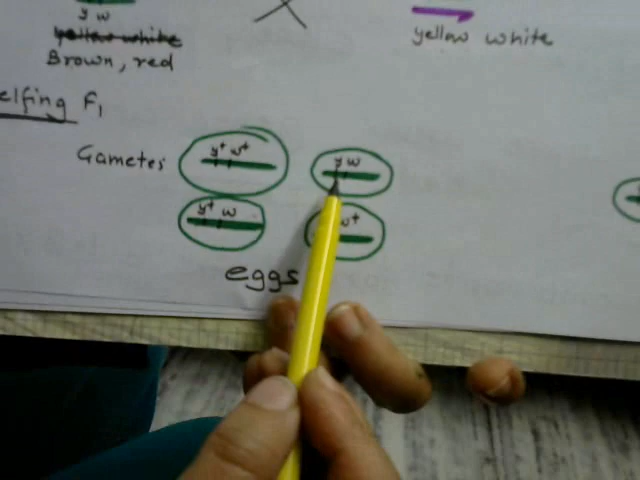 y w
yellow white
Brown, red
yellow white
elfing F₁
Gametes
y⁺ w⁺
y w
y⁺ w
w⁺
eggs